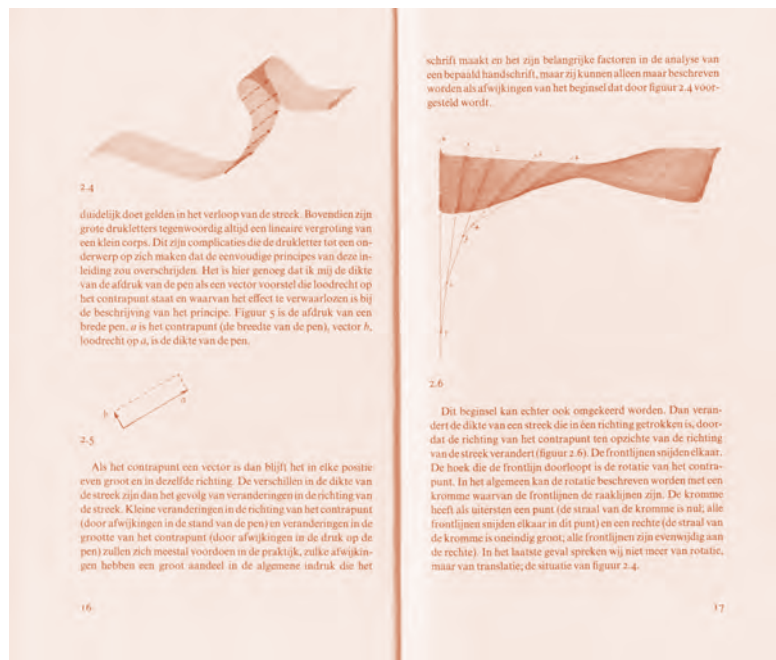 2.4
duidelijk doet gelden in het verloop van de streek. Bovendien zijn
grote drukletters tegenwoordig altijd een lineaire vergroting van
een klein corps. Dit zijn complicaties die de drukletter tot een on-
derwerp op zich maken dat de eenvoudige principes van deze in-
leiding zou overschrijden. Het is hier genoeg dat ik mij de dikte
van de afdruk van de pen als een vector voorstel die loodrecht op
het contrapunt staat en waarvan het effect te verwaarlozen is bij
de beschrijving van het principe. Figuur 5 is de afdruk van een
brede pen, a is het contrapunt (de breedte van de pen), vector b,
loodrecht op a, is de dikte van de pen.
b
a
2.5
Als het contrapunt een vector is dan blijft het in elke positie
even groot en in dezelfde richting. De verschillen in de dikte van
de streek zijn dan het gevolg van veranderingen in de richting van
de streek. Kleine veranderingen in de richting van het contrapunt
(door afwijkingen in de stand van de pen) en veranderingen in de
grootte van het contrapunt (door afwijkingen in de druk op de
pen) zullen zich meestal voordoen in de praktijk, zulke afwijkin-
gen hebben een groot aandeel in de algemene indruk die het
16
schrift maakt en het zijn belangrijke factoren in de analyse van
een bepaald handschrift, maar zij kunnen alleen maar beschreven
worden als afwijkingen van het beginsel dat door figuur 2.4 voor-
gesteld wordt.
2.6
Dit beginsel kan echter ook omgekeerd worden. Dan veran-
dert de dikte van een streek die in één richting getrokken is, door-
dat de richting van het contrapunt ten opzichte van de richting
van de streek verandert (figuur 2.6). De frontlijnen snijden elkaar.
De hoek die de frontlijn doorloopt is de rotatie van het contra-
punt. In het algemeen kan de rotatie beschreven worden met een
kromme waarvan de frontlijnen de raaklijnen zijn. De kromme
heeft als uitersten een punt (de straal van de kromme is nul; alle
frontlijnen snijden elkaar in dit punt) en een rechte (de straal van
de kromme is oneindig groot; alle frontlijnen zijn evenwijdig aan
de rechte). In het laatste geval spreken wij niet meer van rotatie,
maar van translatie; de situatie van figuur 2.4.
17